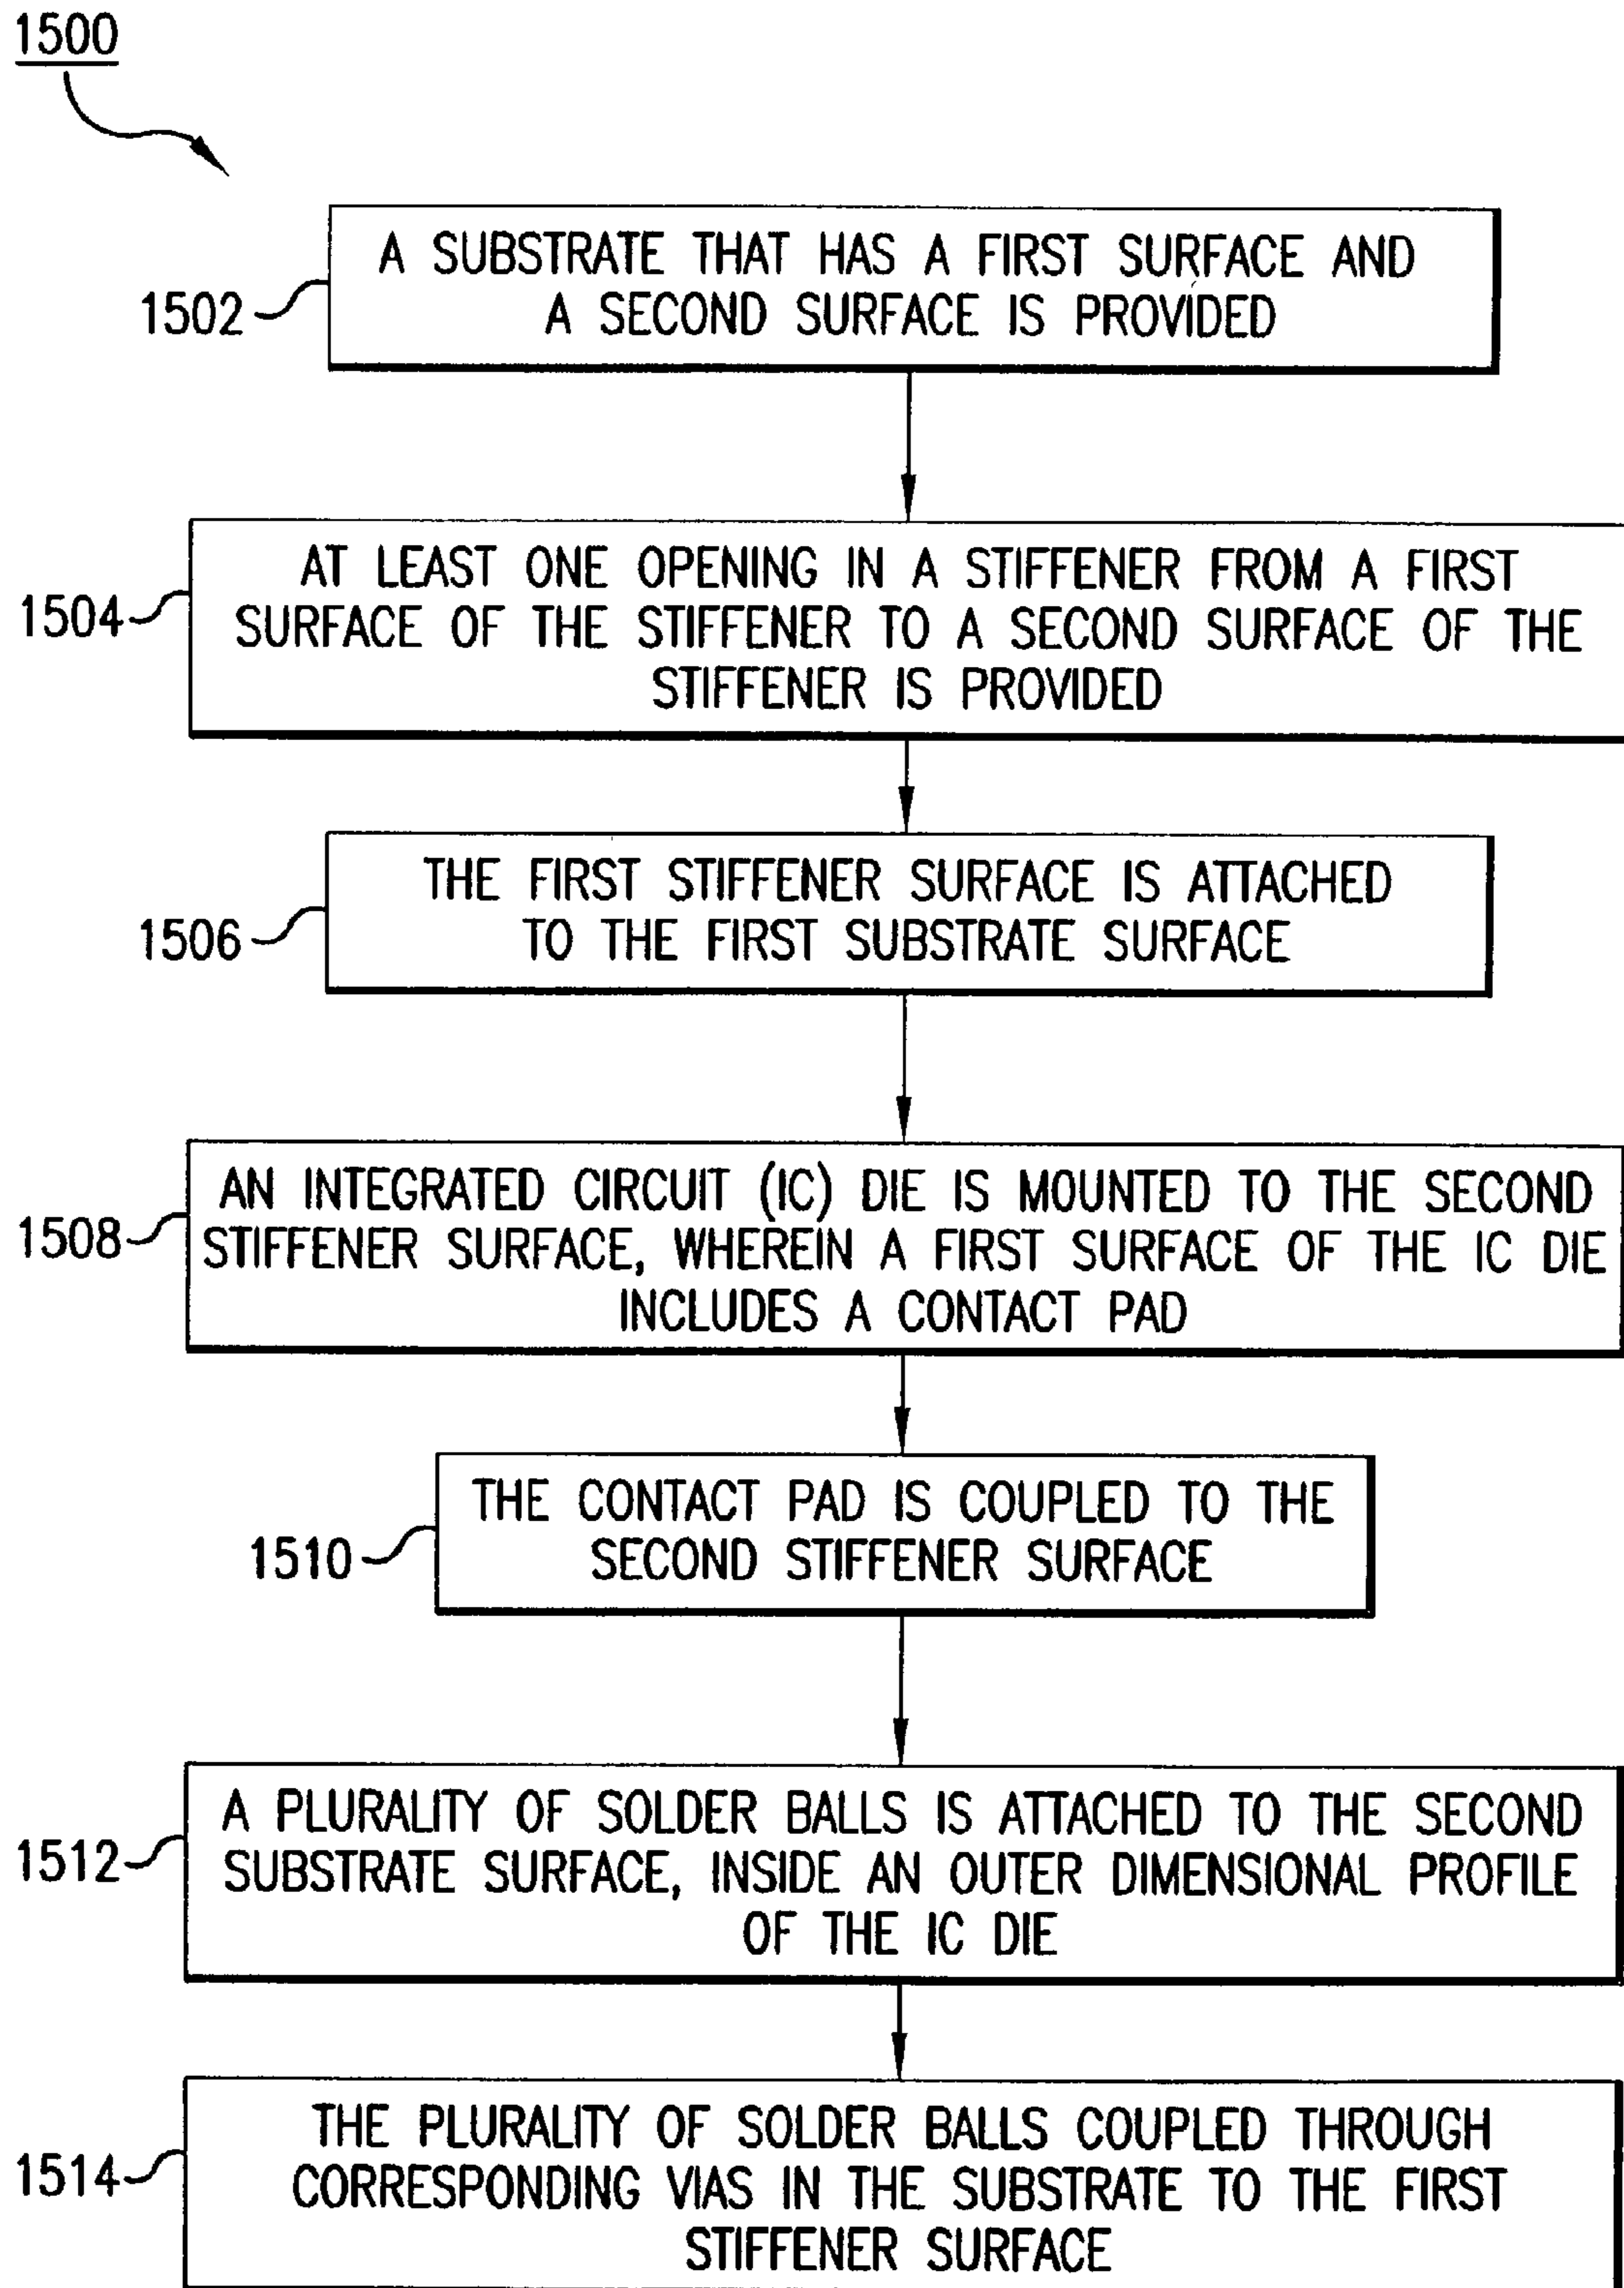 1500
A SUBSTRATE THAT HAS A FIRST SURFACE AND
A SECOND SURFACE IS PROVIDED
1502
AT LEAST ONE OPENING IN A STIFFENER FROM A FIRST
SURFACE OF THE STIFFENER TO A SECOND SURFACE OF THE
STIFFENER IS PROVIDED
1504
THE FIRST STIFFENER SURFACE IS ATTACHED
TO THE FIRST SUBSTRATE SURFACE
1506
AN INTEGRATED CIRCUIT (IC) DIE IS MOUNTED TO THE SECOND
STIFFENER SURFACE, WHEREIN A FIRST SURFACE OF THE IC DIE
INCLUDES A CONTACT PAD
1508
THE CONTACT PAD IS COUPLED TO THE
SECOND STIFFENER SURFACE
1510
A PLURALITY OF SOLDER BALLS IS ATTACHED TO THE SECOND
SUBSTRATE SURFACE, INSIDE AN OUTER DIMENSIONAL PROFILE
OF THE IC DIE
1512
THE PLURALITY OF SOLDER BALLS COUPLED THROUGH
CORRESPONDING VIAS IN THE SUBSTRATE TO THE FIRST
STIFFENER SURFACE
1514